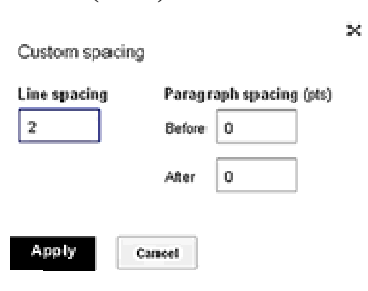 Custom spacing
Line spacing Paragraph spacing (pts)
2 Before 0
After 0
Apply Cancel